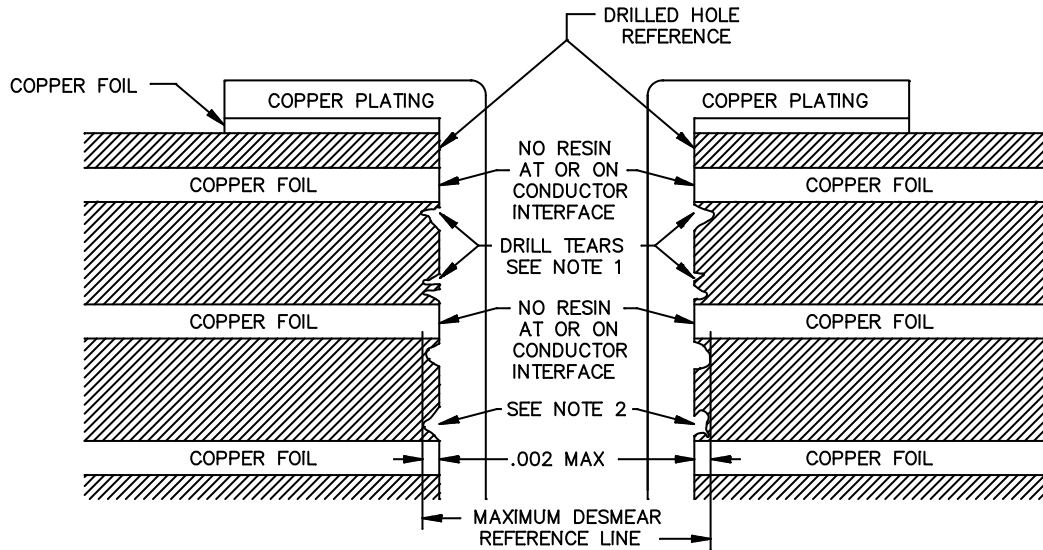 DRILLED HOLE
REFERENCE
COPPER FOIL
COPPER PLATING
COPPER PLATING
NO RESIN
AT OR ON
CONDUCTOR
INTERFACE
COPPER FOIL
COPPER FOIL
DRILL TEARS
SEE NOTE 1
NO RESIN
AT OR ON
CONDUCTOR
INTERFACE
COPPER FOIL
COPPER FOIL
SEE NOTE 2
COPPER FOIL
.002 MAX
COPPER FOIL
MAXIMUM DESMEAR
REFERENCE LINE